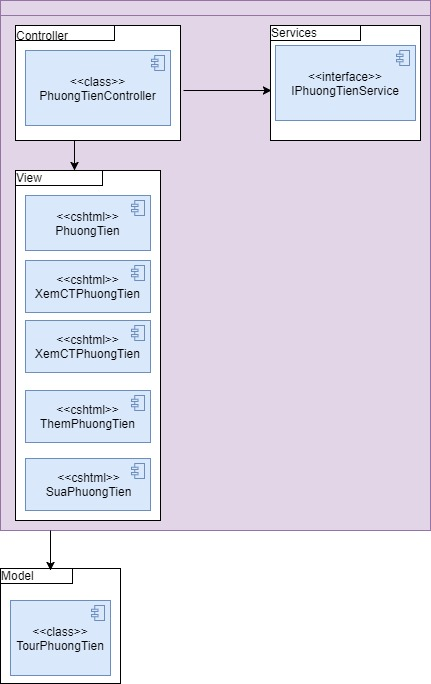 Controller
<<class>>
PhuongTienController
Services
<<interface>>
IPhuongTienService
View
<<cshtml>>
PhuongTien
<<cshtml>>
XemCTPhuongTien
<<cshtml>>
XemCTPhuongTien
<<cshtml>>
ThemPhuongTien
<<cshtml>>
SuaPhuongTien
Model
<<class>>
TourPhuongTien